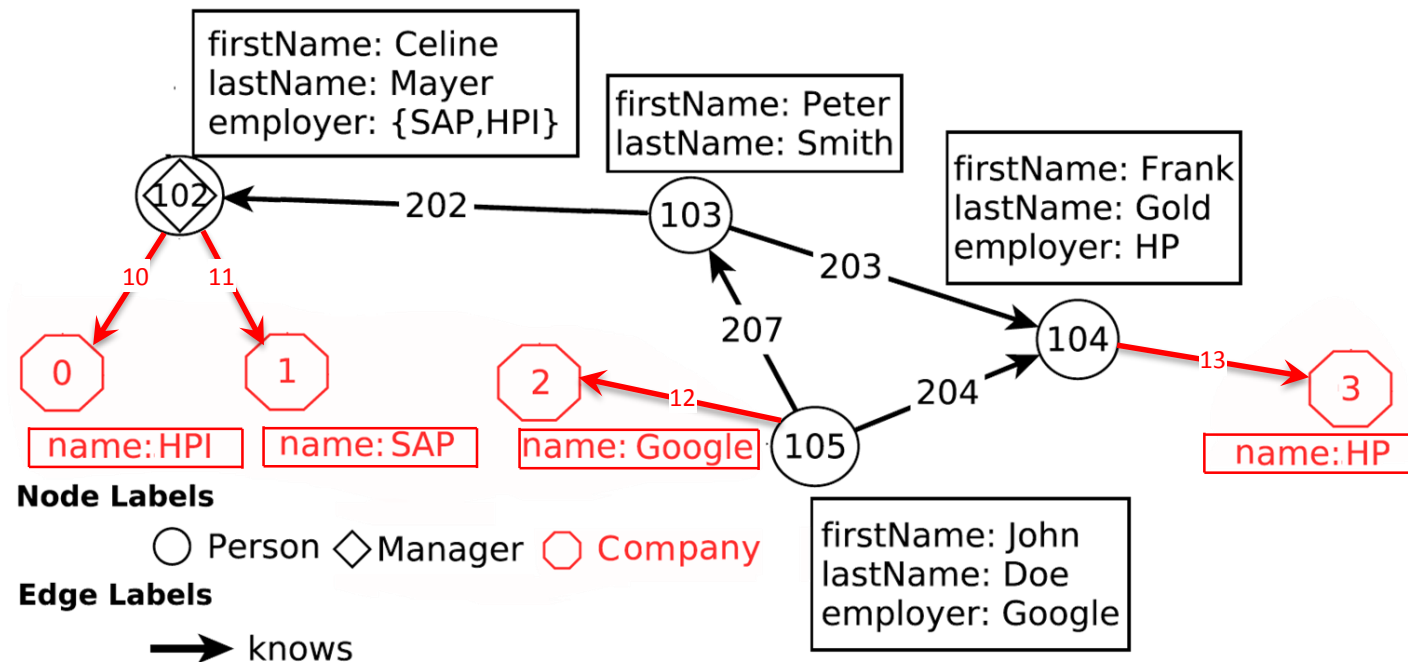 firstName: Celine
lastName: Mayer
employer: {SAP,HPI}
firstName: Peter
lastName: Smith
firstName: Frank
lastName: Gold
employer: HP
102
202
103
203
10
11
207
104
13
0
1
2
12
204
3
105
name: HPI
name: SAP
name: Google
name: HP
Node Labels
Person
Manager
Company
firstName: John
lastName: Doe
employer: Google
Edge Labels
knows